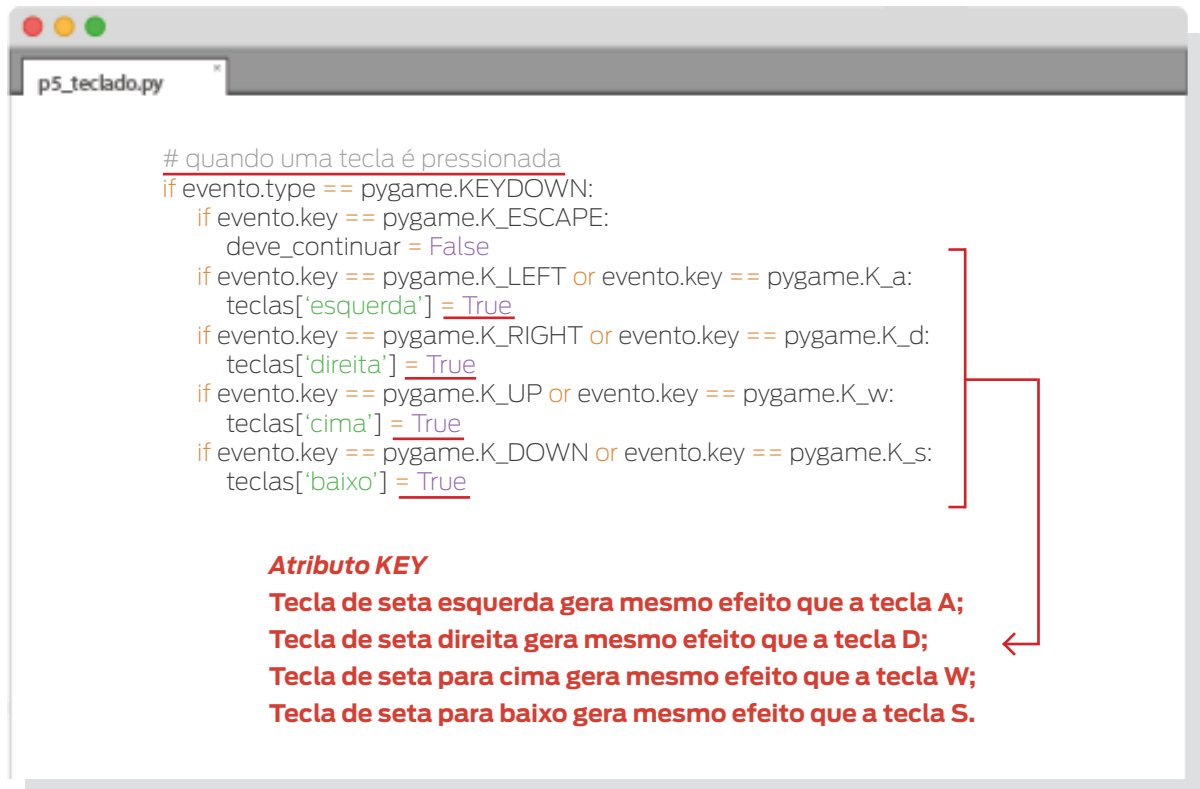 p5_teclado.py ×
# quando uma tecla é pressionada
if evento.type == pygame.KEYDOWN:
if evento.key == pygame.K_ESCAPE:
deve_continuar = False
if evento.key == pygame.K_LEFT or evento.key == pygame.K_a:
teclas[‘esquerda’] = True
if evento.key == pygame.K_RIGHT or evento.key == pygame.K_d:
teclas[‘direita’] = True
if evento.key == pygame.K_UP or evento.key == pygame.K_w:
teclas[‘cima’] = True
if evento.key == pygame.K_DOWN or evento.key == pygame.K_s:
teclas[‘baixo’] = True
Atributo KEY
Tecla de seta esquerda gera mesmo efeito que a tecla A;
Tecla de seta direita gera mesmo efeito que a tecla D;
Tecla de seta para cima gera mesmo efeito que a tecla W;
Tecla de seta para baixo gera mesmo efeito que a tecla S.